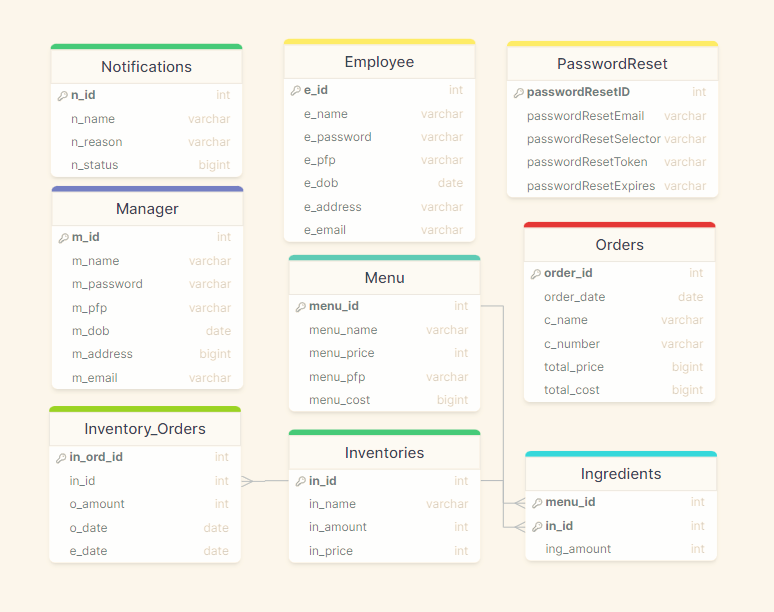 Notifications
n_id int
n_name varchar
n_reason varchar
n_status bigint
Employee
e_id int
e_name varchar
e_password varchar
e_pfp varchar
e_dob date
e_address varchar
e_email varchar
PasswordReset
passwordResetID int
passwordResetEmail varchar
passwordResetSelector varchar
passwordResetToken varchar
passwordResetExpires varchar
Manager
m_id int
m_name varchar
m_password varchar
m_pfp varchar
m_dob date
m_address bigint
m_email varchar
Menu
menu_id int
menu_name varchar
menu_price int
menu_pfp varchar
menu_cost bigint
Orders
order_id int
order_date date
c_name varchar
c_number varchar
total_price bigint
total_cost bigint
Inventory_Orders
in_ord_id int
in_id int
o_amount int
o_date date
e_date date
Inventories
in_id int
in_name varchar
in_amount int
in_price int
Ingredients
menu_id int
in_id int
ing_amount int